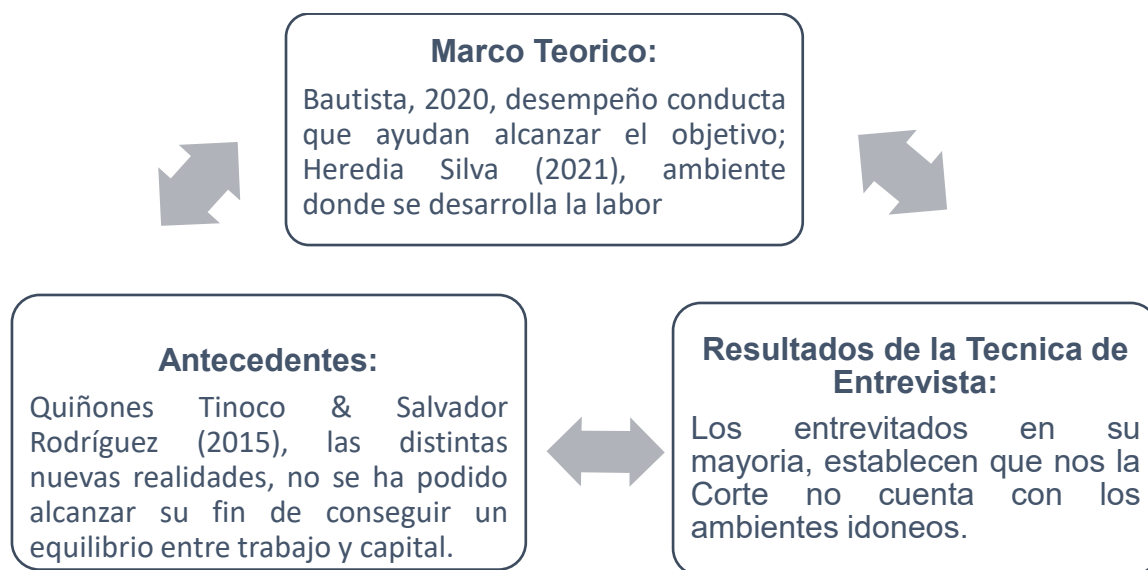 Marco Teorico:
Bautista, 2020, desempeño conducta
que ayudan alcanzar el objetivo;
Heredia Silva (2021), ambiente
donde se desarrolla la labor
Antecedentes:
Quiñones Tinoco & Salvador
Rodríguez (2015), las distintas
nuevas realidades, no se ha podido
alcanzar su fin de conseguir un
equilibrio entre trabajo y capital.
Resultados de la Tecnica de
Entrevista:
Los entrevitados en su
mayoria, establecen que nos la
Corte no cuenta con los
ambientes idoneos.